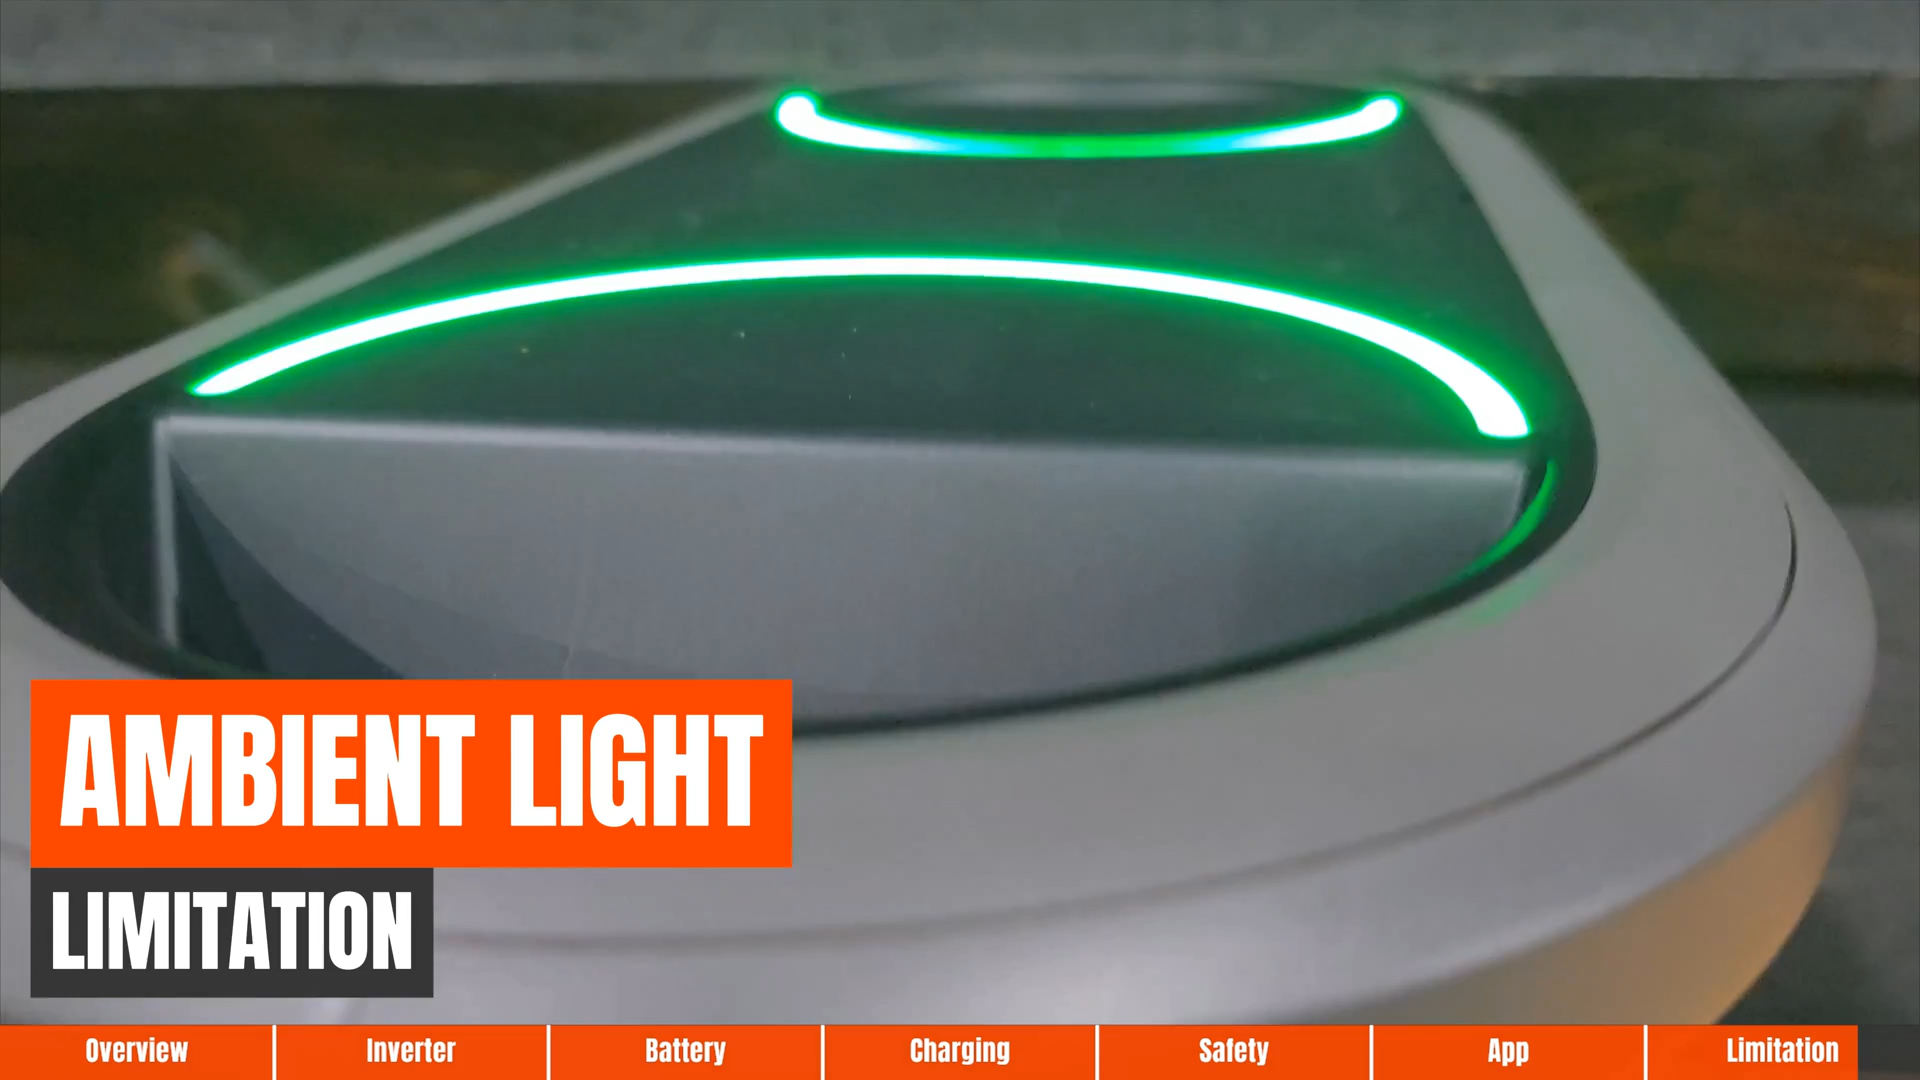 AMBIENT LIGHT
LIMITATION
Overview
Inverter
Battery
Charging
Safety
App
Limitation